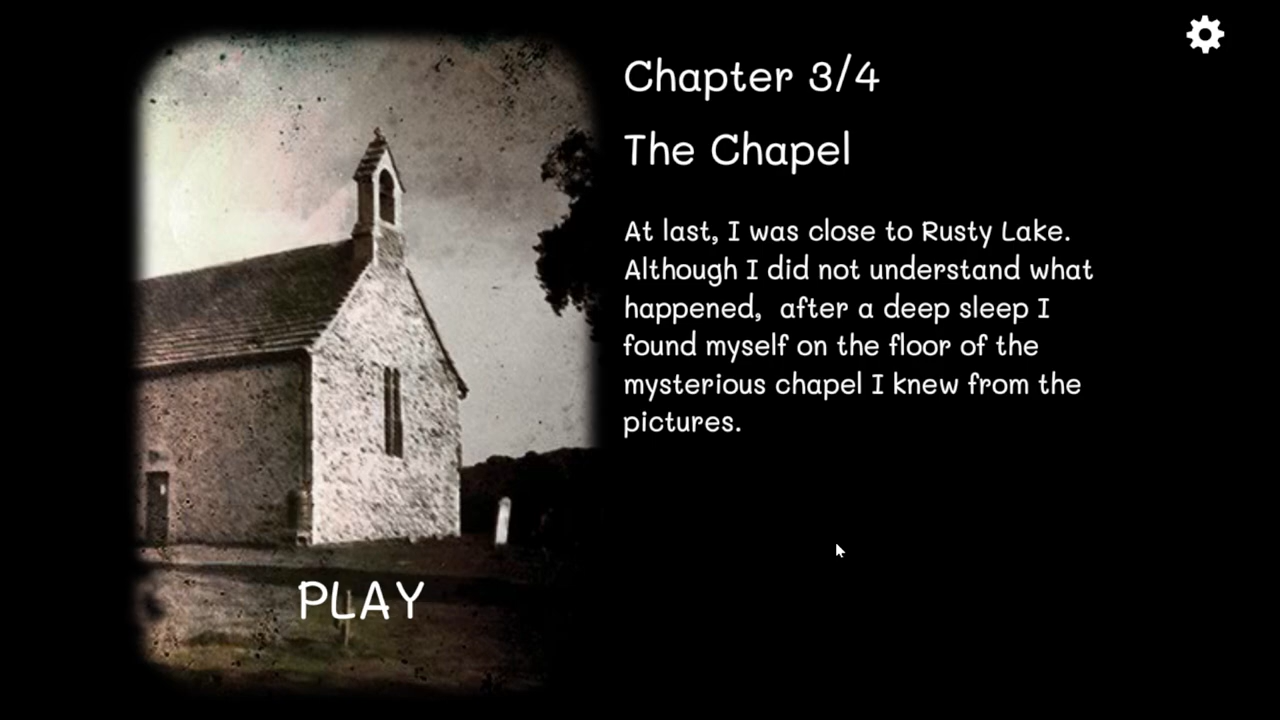 Chapter 3/4
The Chapel
At last, I was close to Rusty Lake.
Although I did not understand what
happened,  after a deep sleep I
found myself on the floor of the
mysterious chapel I knew from the
pictures.
PLAY